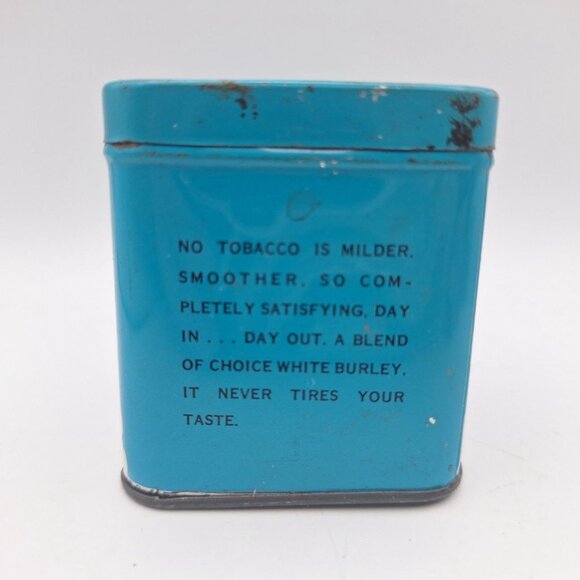 NO TOBACCO IS MILDER,
SMOOTHER, SO COM-
PLETELY SATISFYING, DAY
IN . . . DAY OUT. A BLEND
OF CHOICE WHITE BURLEY,
IT NEVER TIRES YOUR
TASTE.